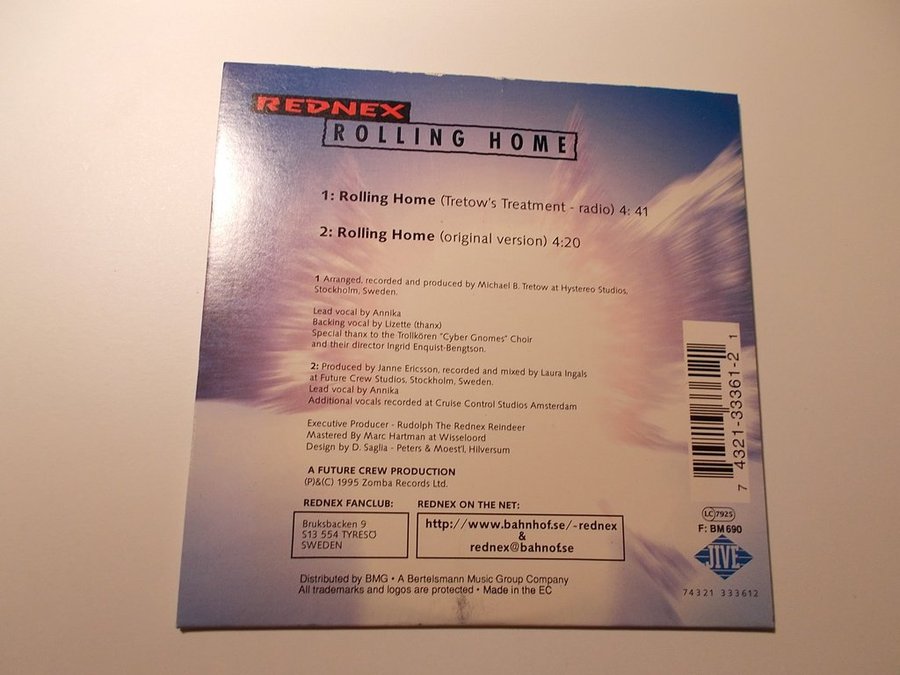 REDNEX
ROLLING HOME
1: Rolling Home (Tretow's Treatment - radio) 4: 41
2: Rolling Home (original version) 4:20
1 Arranged, recorded and produced by Michael B. Tretow at Hystereo Studios,
Stockholm, Sweden.
Lead vocal by Annika
Backing vocal by Lizette (thanx)
Special thanx to the Trollkören "Cyber Gnomes" Choir
and their director Ingrid Enquist-Bengtson.
2: Produced by Janne Ericsson, recorded and mixed by Laura Ingals
at Future Crew Studios, Stockholm, Sweden.
Lead vocal by Annika
Additional vocals recorded at Cruise Control Studios Amsterdam
Executive Producer - Rudolph The Rednex Reindeer
Mastered By Marc Hartman at Wisseloord
Design by D. Saglia - Peters & Moest'l, Hilversum
A FUTURE CREW PRODUCTION
(P)&(C) 1995 Zomba Records Ltd.
REDNEX FANCLUB:
Bruksbacken 9
S13 554 TYRESÖ
SWEDEN
REDNEX ON THE NET:
http://www.bahnhof.se/~rednex
&
rednex@bahnof.se
Distributed by BMG • A Bertelsmann Music Group Company
All trademarks and logos are protected • Made in the EC
7 4321-33361-2 1
LC 7925
F: BM 690
JIVE
74321 333612